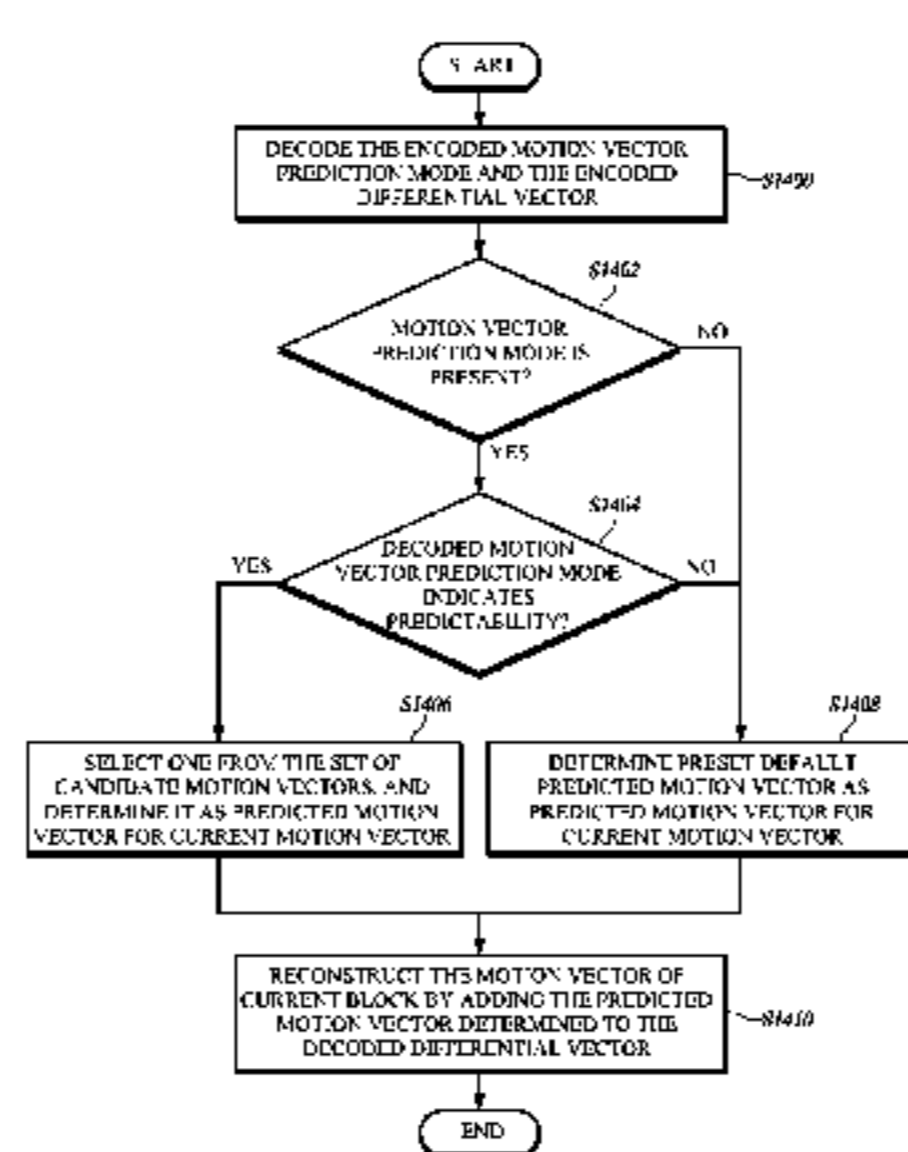 START
DECODE THE ENCODED MOTION VECTOR
PREDICTION MODE AND THE ENCODED
DIFFERENTIAL VECTOR
S1400
S1402
MOTION VECTOR
PREDICTION MODE IS
PRESENT?
NO
YES
S1404
DECODED MOTION
VECTOR PREDICTION MODE
INDICATES
PREDICTABILITY?
YES
NO
S1406
SELECT ONE FROM THE SET OF
CANDIDATE MOTION VECTORS, AND
DETERMINE IT AS PREDICTED MOTION
VECTOR FOR CURRENT MOTION VECTOR
S1408
DETERMINE PRESET DEFAULT
PREDICTED MOTION VECTOR AS
PREDICTED MOTION VECTOR FOR
CURRENT MOTION VECTOR
RECONSTRUCT THE MOTION VECTOR OF
CURRENT BLOCK BY ADDING THE PREDICTED
MOTION VECTOR DETERMINED TO THE
DECODED DIFFERENTIAL VECTOR
S1410
END